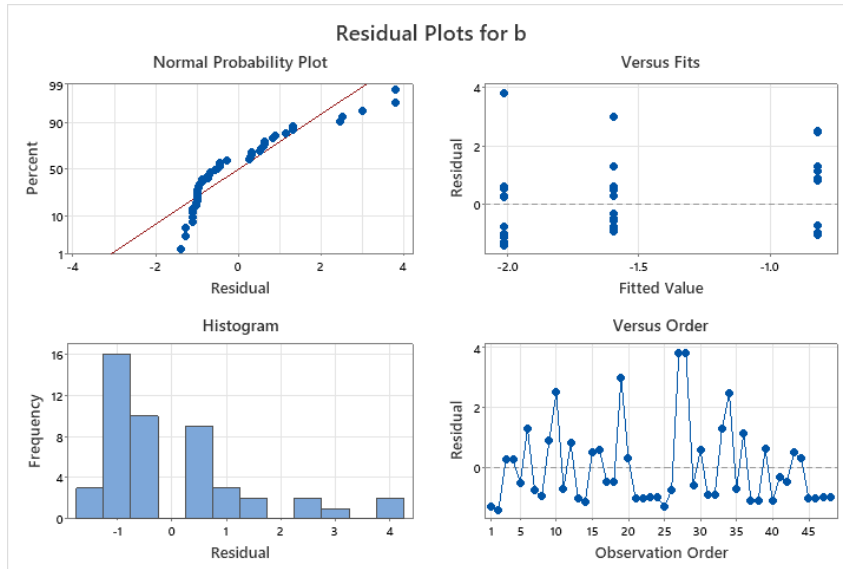 Residual Plots for b
Normal Probability Plot
99
90
50
10
1
Percent
-4 -2 0 2 4
Residual
Versus Fits
4
2
0
Residual
-2.0 -1.5 -1.0
Fitted Value
Histogram
16
12
8
4
0
Frequency
-1 0 1 2 3 4
Residual
Versus Order
4
2
0
Residual
1 5 10 15 20 25 30 35 40 45
Observation Order